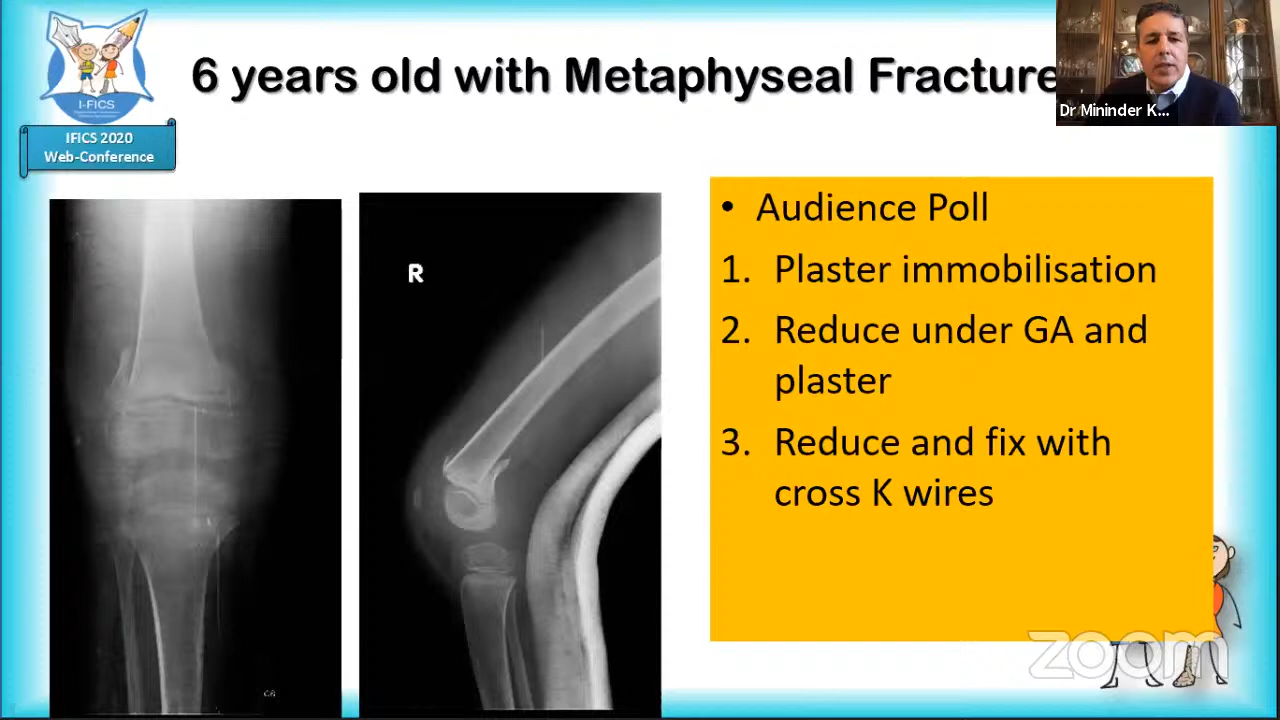 I-FICS
IFICS 2020
Web-Conference
6 years old with Metaphyseal Fracture
Dr Mininder K...
R
• Audience Poll
1. Plaster immobilisation
2. Reduce under GA and
plaster
3. Reduce and fix with
cross K wires
zoom